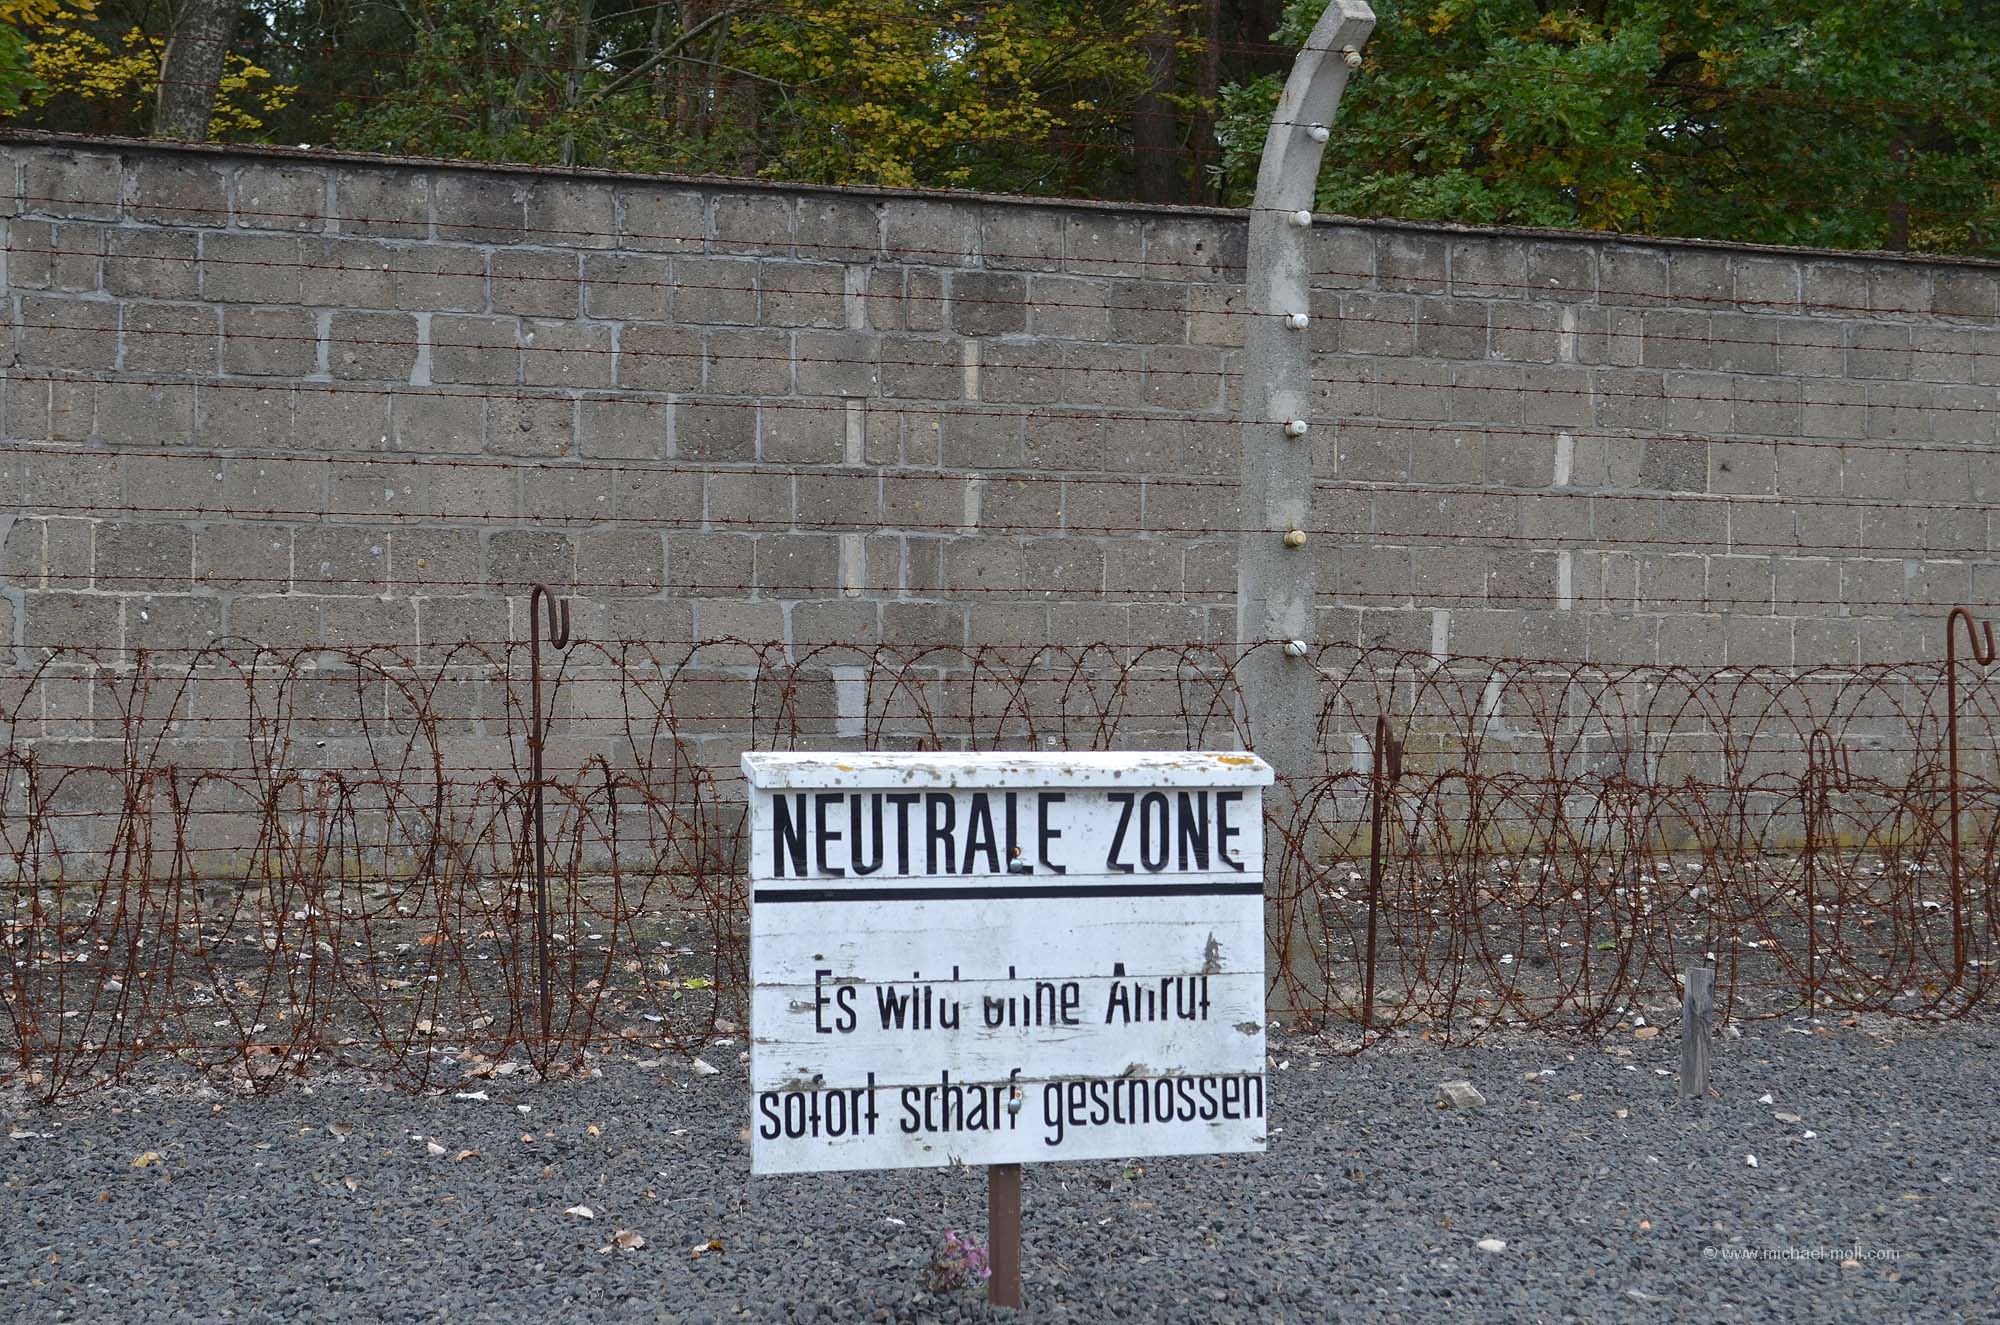 NEUTRALE ZONE
Es wird ohne Anruf
sofort scharf geschossen
© www.michael-moll.com